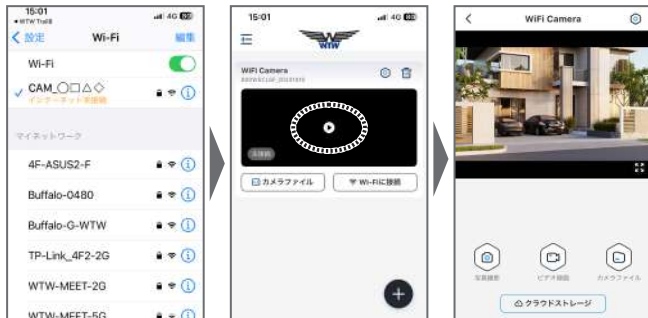 15:01
4G
◂ WTW Trail8
設定
Wi-Fi
編集
Wi-Fi
CAM_○□△◇
インターネット未接続
マイネットワーク
4F-ASUS2-F
Buffalo-0480
Buffalo-G-WTW
TP-Link_4F2-2G
WTW-MEET-2G
WTW-MEET-5G
15:01
4G
WTW
WiFi Camera
未接続
カメラファイル
Wi-Fiに接続
WiFi Camera
写真撮影
ビデオ録画
カメラファイル
クラウドストレージ